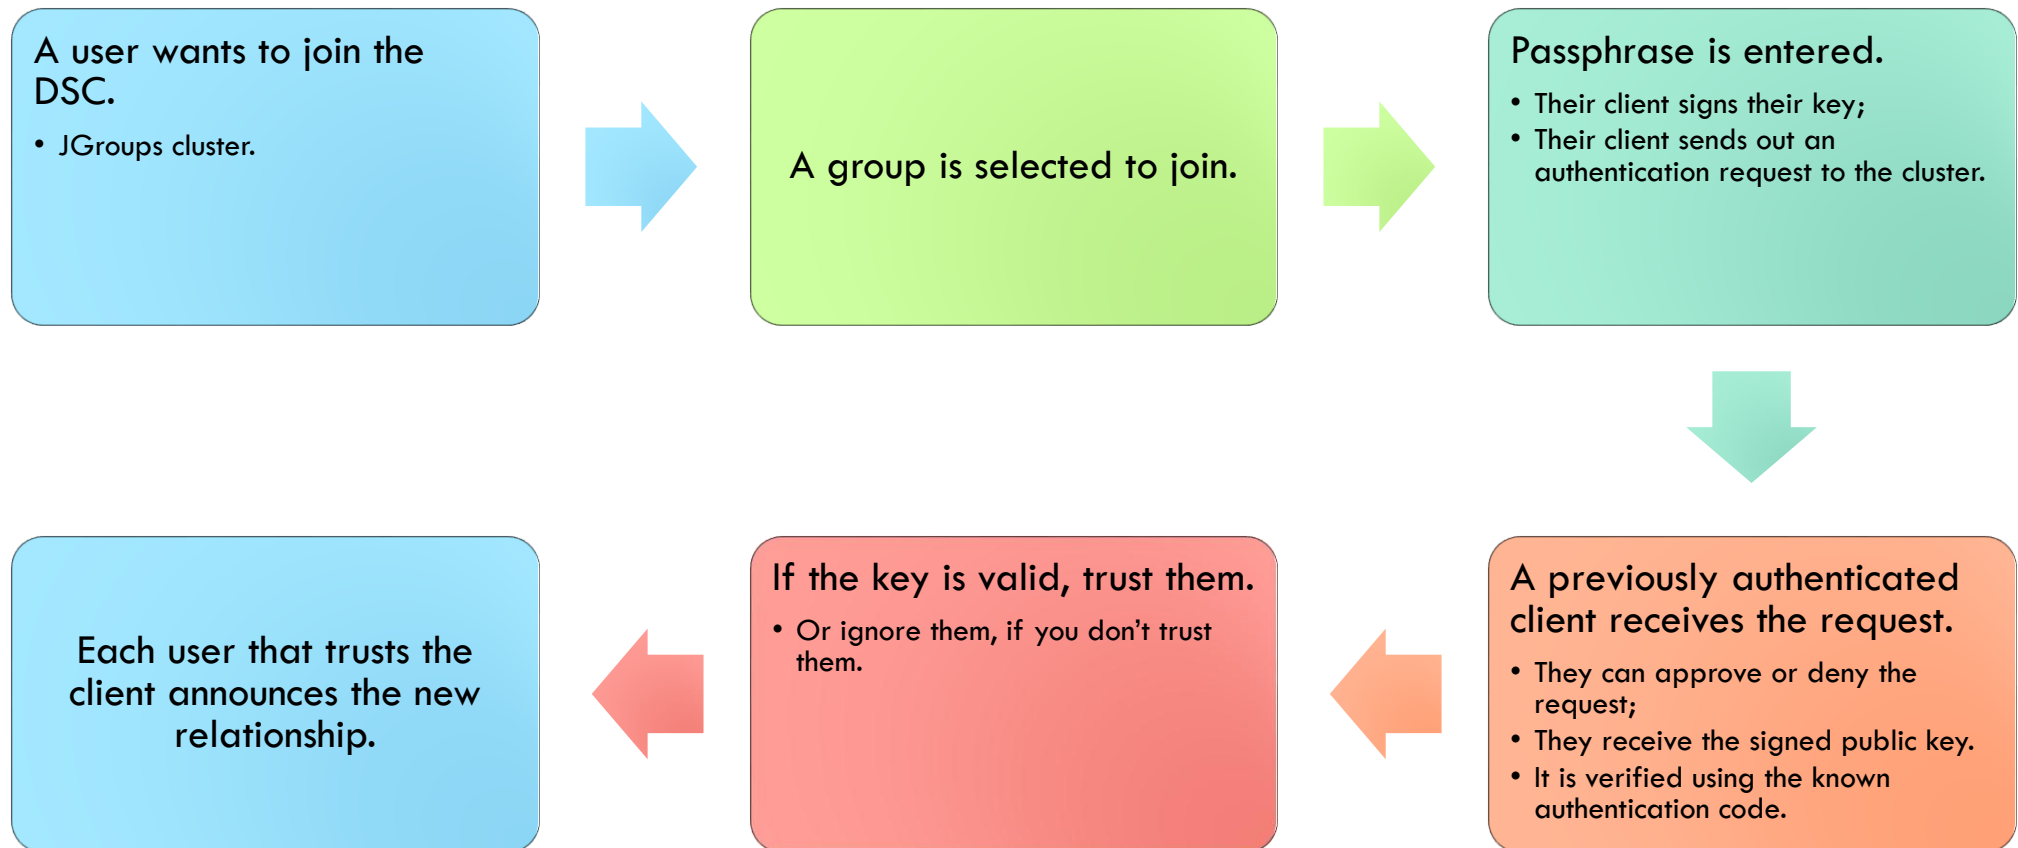 A user wants to join the
DSC.
• JGroups cluster.
A group is selected to join.
Passphrase is entered.
• Their client signs their key;
• Their client sends out an
authentication request to the cluster.
A previously authenticated
client receives the request.
• They can approve or deny the
request;
• They receive the signed public key.
• It is verified using the known
authentication code.
If the key is valid, trust them.
• Or ignore them, if you don’t trust
them.
Each user that trusts the
client announces the new
relationship.